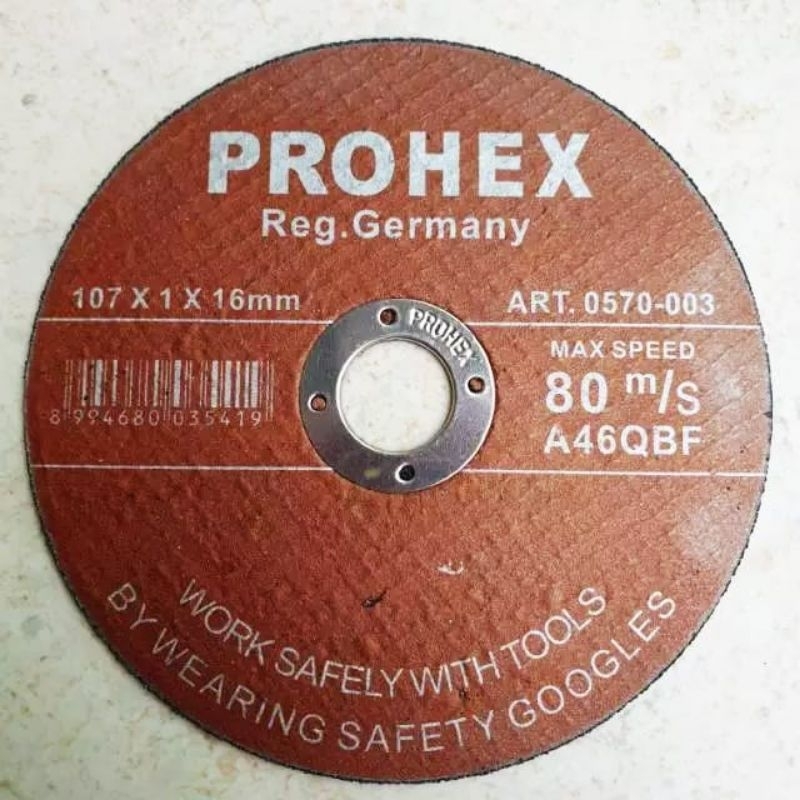 PROHEX
Reg.Germany
107 X 1 X 16mm
ART. 0570-003
PROHEX
MAX SPEED
80 m/s
A46QBF
8 994680 035419
WORK SAFELY WITH TOOLS
BY WEARING SAFETY GOOGLES